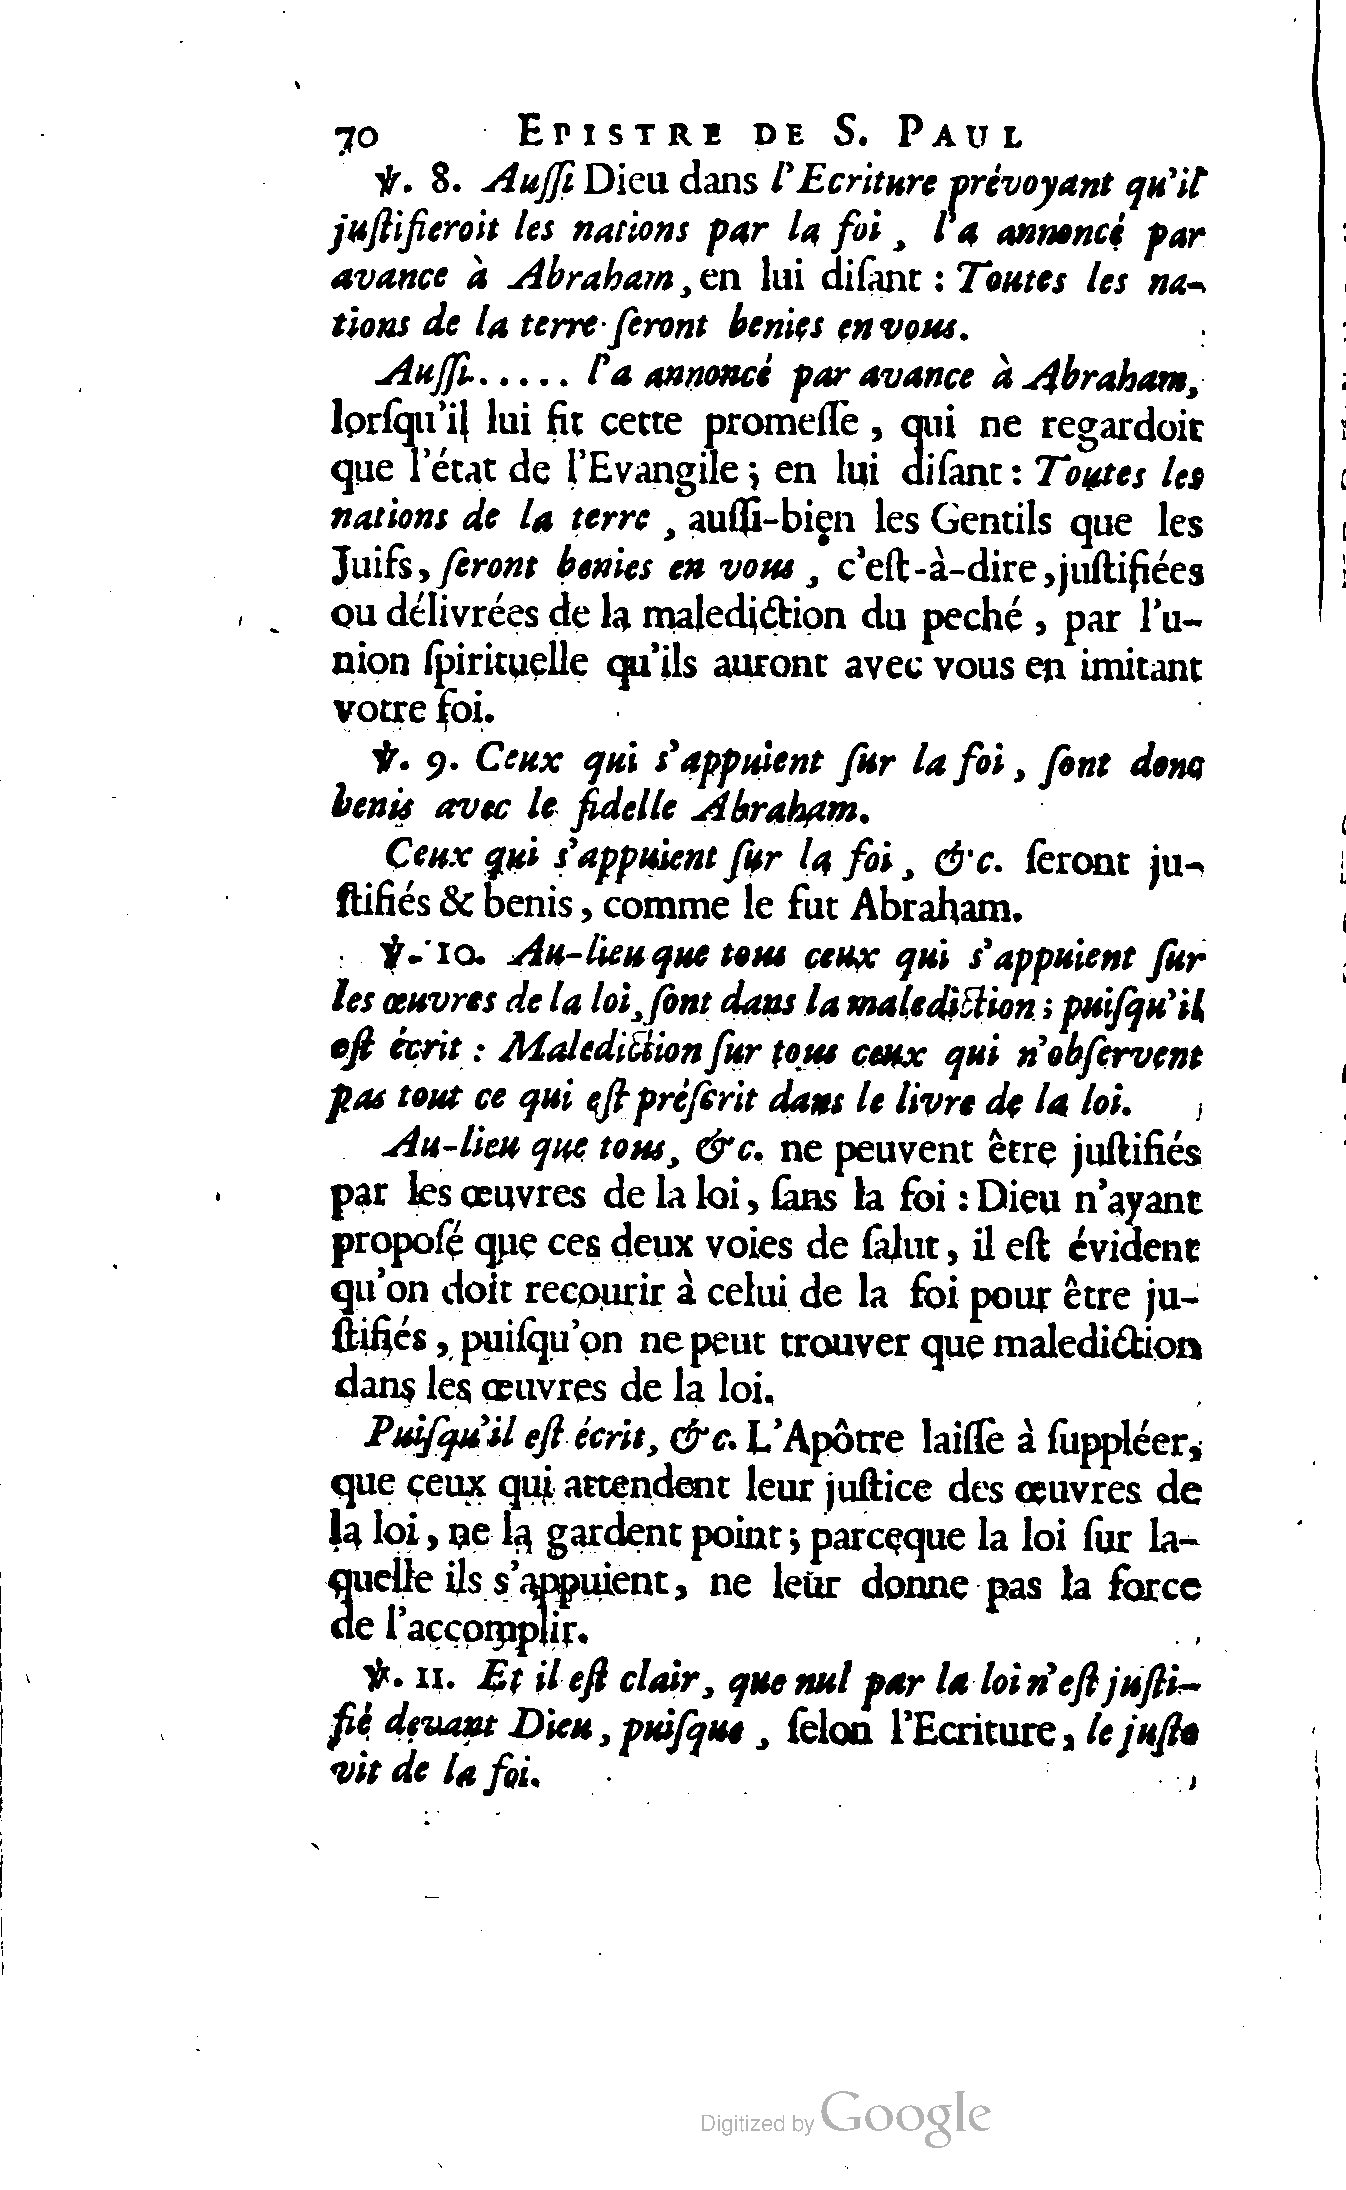 70 EPISTRE DE S. PAUL
℣. 8. Auſſi Dieu dans l'Ecriture prévoyant qu'il
juſtifieroit les nations par la foi, l'a annoncé par
avance à Abraham, en lui diſant : Toutes les na-
tions de la terre ſeront benies en vous.
Auſſi...... l'a annoncé par avance à Abraham,
lorſqu'il lui fit cette promeſſe, qui ne regardoit
que l'état de l'Evangile; en lui diſant : Toutes les
nations de la terre, auſſi-bien les Gentils que les
Juifs, ſeront benies en vous, c'eſt-à-dire, juſtifiées
ou délivrées de la malediction du peché, par l'u-
nion ſpirituelle qu'ils auront avec vous en imitant
votre foi.
℣. 9. Ceux qui s'appuient ſur la foi, ſont donc
benis avec le fidelle Abraham.
Ceux qui s'appuient ſur la foi, &c. ſeront ju-
ſtifiés & benis, comme le fut Abraham.
℣. 10. Au-lieu que tous ceux qui s'appuient ſur
les œuvres de la loi, ſont dans la malediction; puiſqu'il
eſt écrit : Malediction ſur tous ceux qui n'obſervent
pas tout ce qui eſt préſcrit dans le livre de la loi.
Au-lieu que tous, &c. ne peuvent être juſtifiés
par les œuvres de la loi, ſans la foi : Dieu n'ayant
propoſé que ces deux voies de ſalut, il eſt évident
qu'on doit recourir à celui de la foi pour être ju-
ſtifiés, puiſqu'on ne peut trouver que malediction
dans les œuvres de la loi.
Puiſqu'il eſt écrit, &c. L'Apôtre laiſſe à ſuppléer,
que ceux qui attendent leur juſtice des œuvres de
la loi, ne la gardent point; parceque la loi ſur la-
quelle ils s'appuient, ne leur donne pas la force
de l'accomplir.
℣. 11. Et il eſt clair, que nul par la loi n'eſt juſti-
fié devant Dieu, puiſque, ſelon l'Ecriture, le juſte
vit de la foi.
Digitized by Google